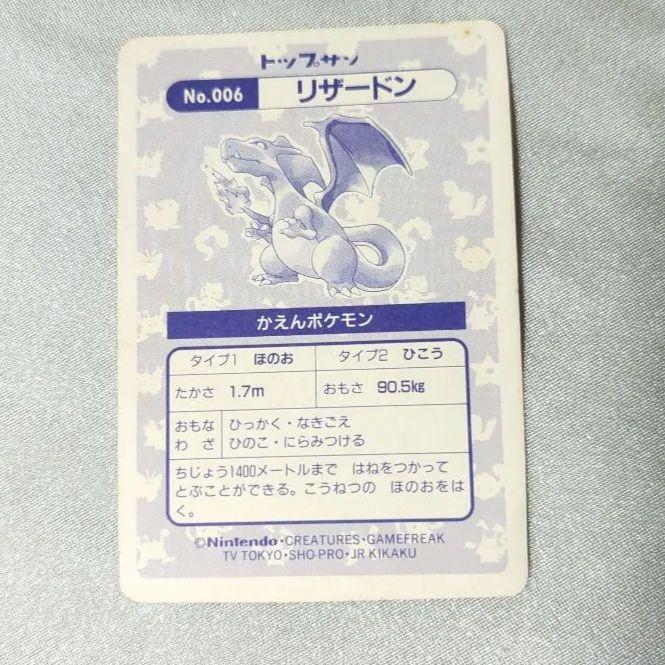 トップサン
No.006 リザードン
かえんポケモン
タイプ1 ほのお タイプ2 ひこう
たかさ 1.7m おもさ 90.5kg
おもな ひっかく・なきごえ
わざ ひのこ・にらみつける
ちじょう1400メートルまで はねをつかって
とぶことができる。こうねつの ほのおをは
く。
©Nintendo・CREATURES・GAMEFREAK
TV TOKYO・SHO-PRO・JR KIKAKU